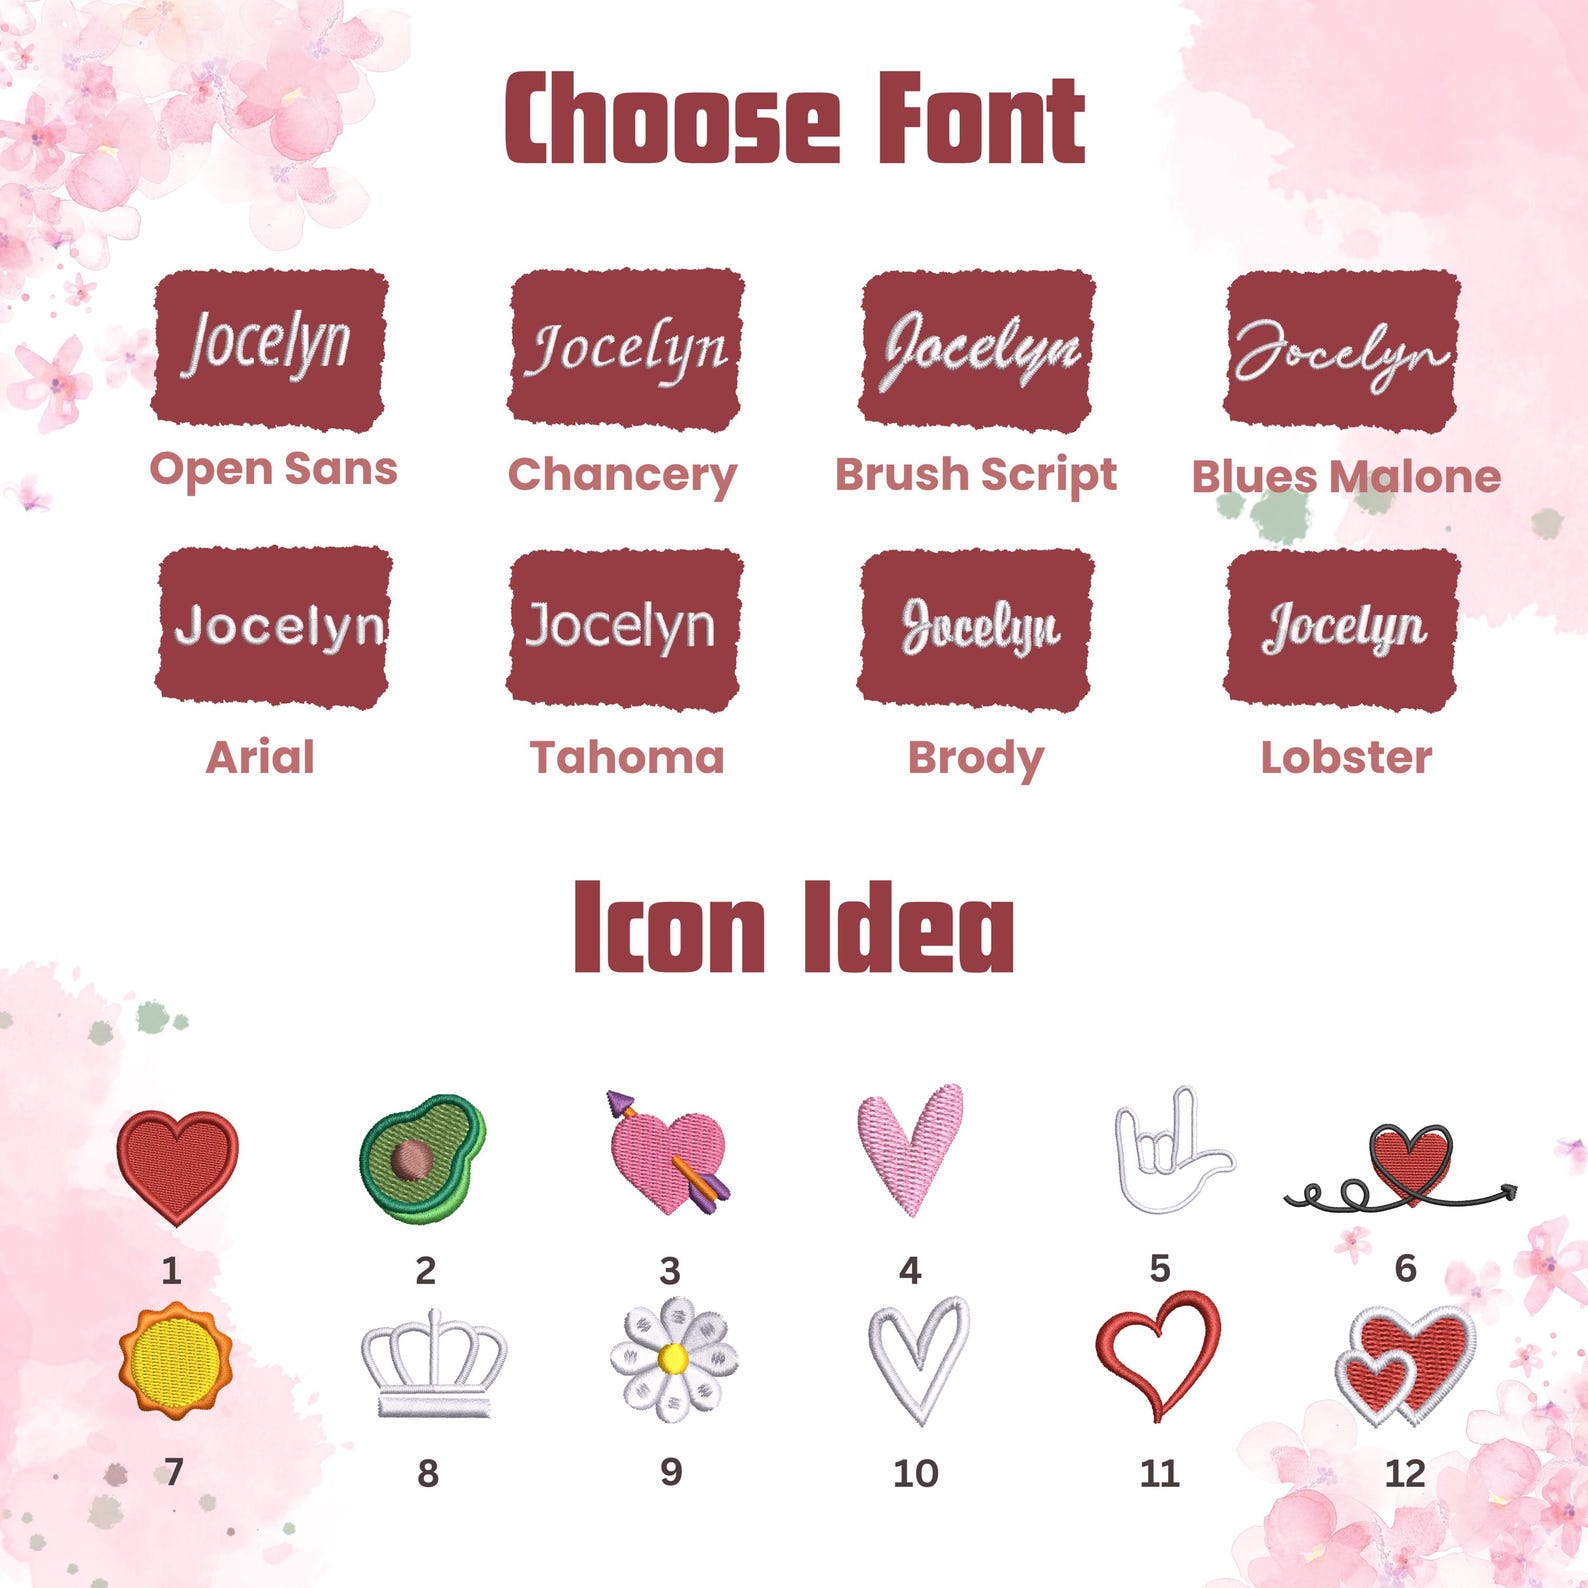 Choose Font
Jocelyn Jocelyn Jocelyn Jocelyn
Open Sans Chancery Brush Script Blues Malone
Jocelyn Jocelyn Jocelyn Jocelyn
Arial Tahoma Brody Lobster
Icon Idea
1 2 3 4 5 6
7 8 9 10 11 12